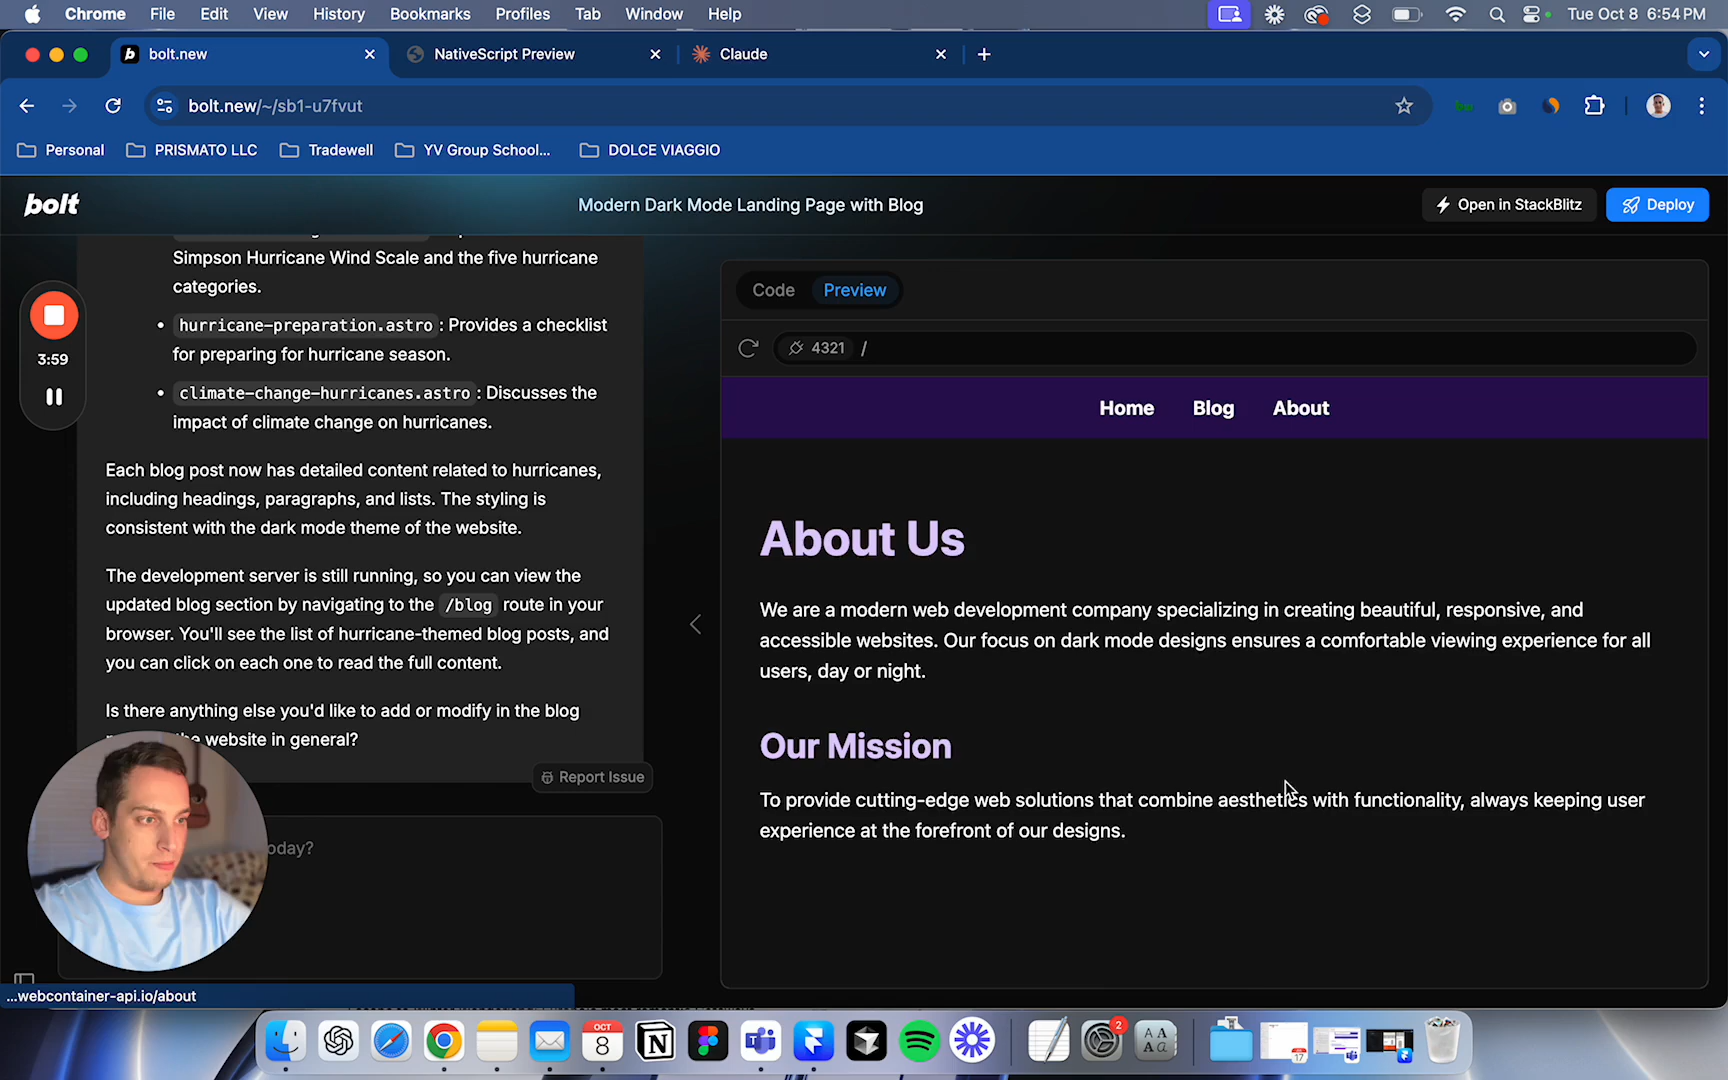 Chrome File Edit View History Bookmarks Profiles Tab Window Help Tue Oct 8 6:54 PM
bolt.new NativeScript Preview Claude
bolt.new/~/sb1-u7fvut
Personal PRISMATO LLC Tradewell YV Group School... DOLCE VIAGGIO
bolt Modern Dark Mode Landing Page with Blog Open in StackBlitz Deploy
Simpson Hurricane Wind Scale and the five hurricane
categories.
• hurricane-preparation.astro: Provides a checklist
for preparing for hurricane season.
• climate-change-hurricanes.astro: Discusses the
impact of climate change on hurricanes.
Each blog post now has detailed content related to hurricanes,
including headings, paragraphs, and lists. The styling is
consistent with the dark mode theme of the website.
The development server is still running, so you can view the
updated blog section by navigating to the /blog route in your
browser. You'll see the list of hurricane-themed blog posts, and
you can click on each one to read the full content.
Is there anything else you'd like to add or modify in the blog
website in general?
Report Issue
oday?
3:59
...webcontainer-api.io/about
Code Preview
4321 /
Home Blog About
About Us
We are a modern web development company specializing in creating beautiful, responsive, and
accessible websites. Our focus on dark mode designs ensures a comfortable viewing experience for all
users, day or night.
Our Mission
To provide cutting-edge web solutions that combine aesthetics with functionality, always keeping user
experience at the forefront of our designs.
OCT
8
2
17